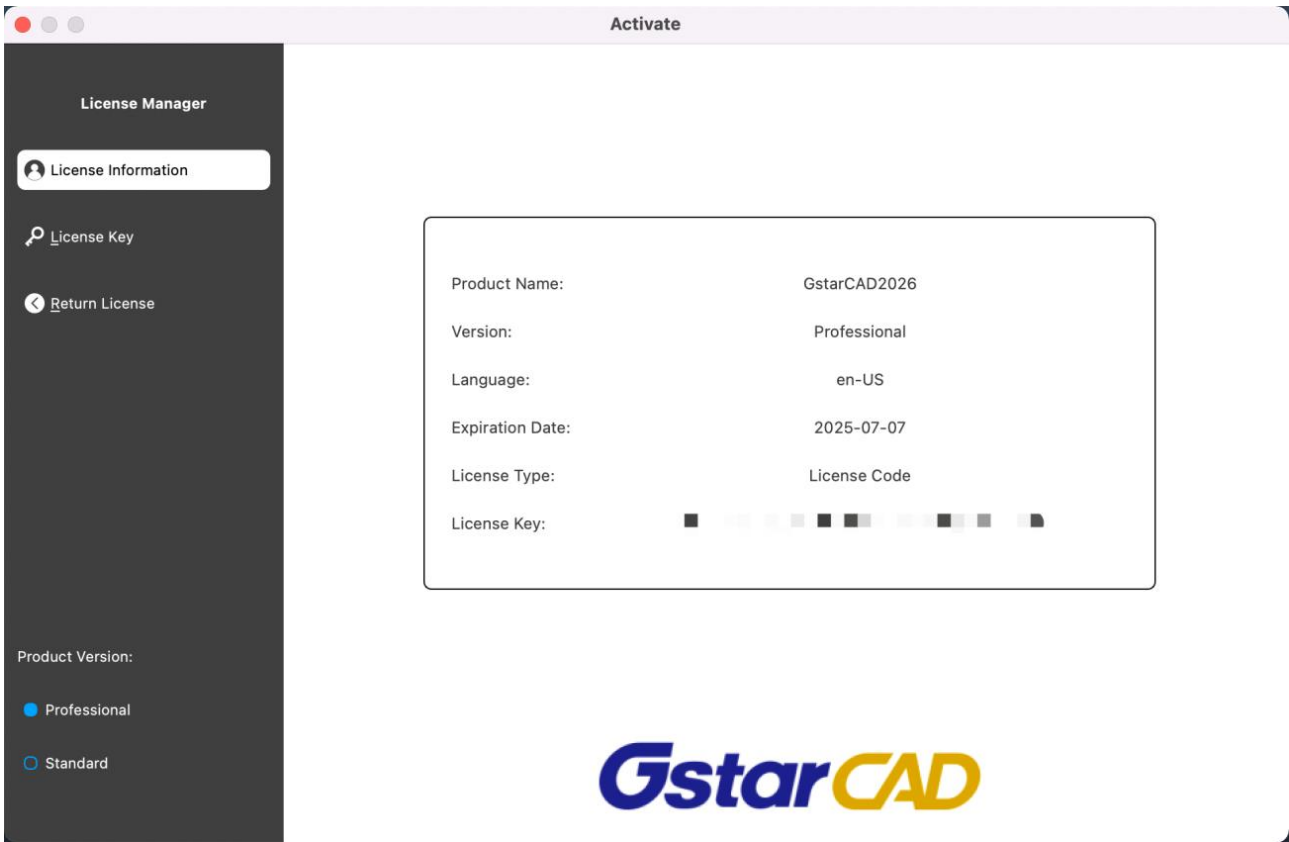 Activate
License Manager
License Information
License Key
Return License
Product Version:
Professional
Standard
Product Name: GstarCAD2026
Version: Professional
Language: en-US
Expiration Date: 2025-07-07
License Type: License Code
License Key:
GstarCAD